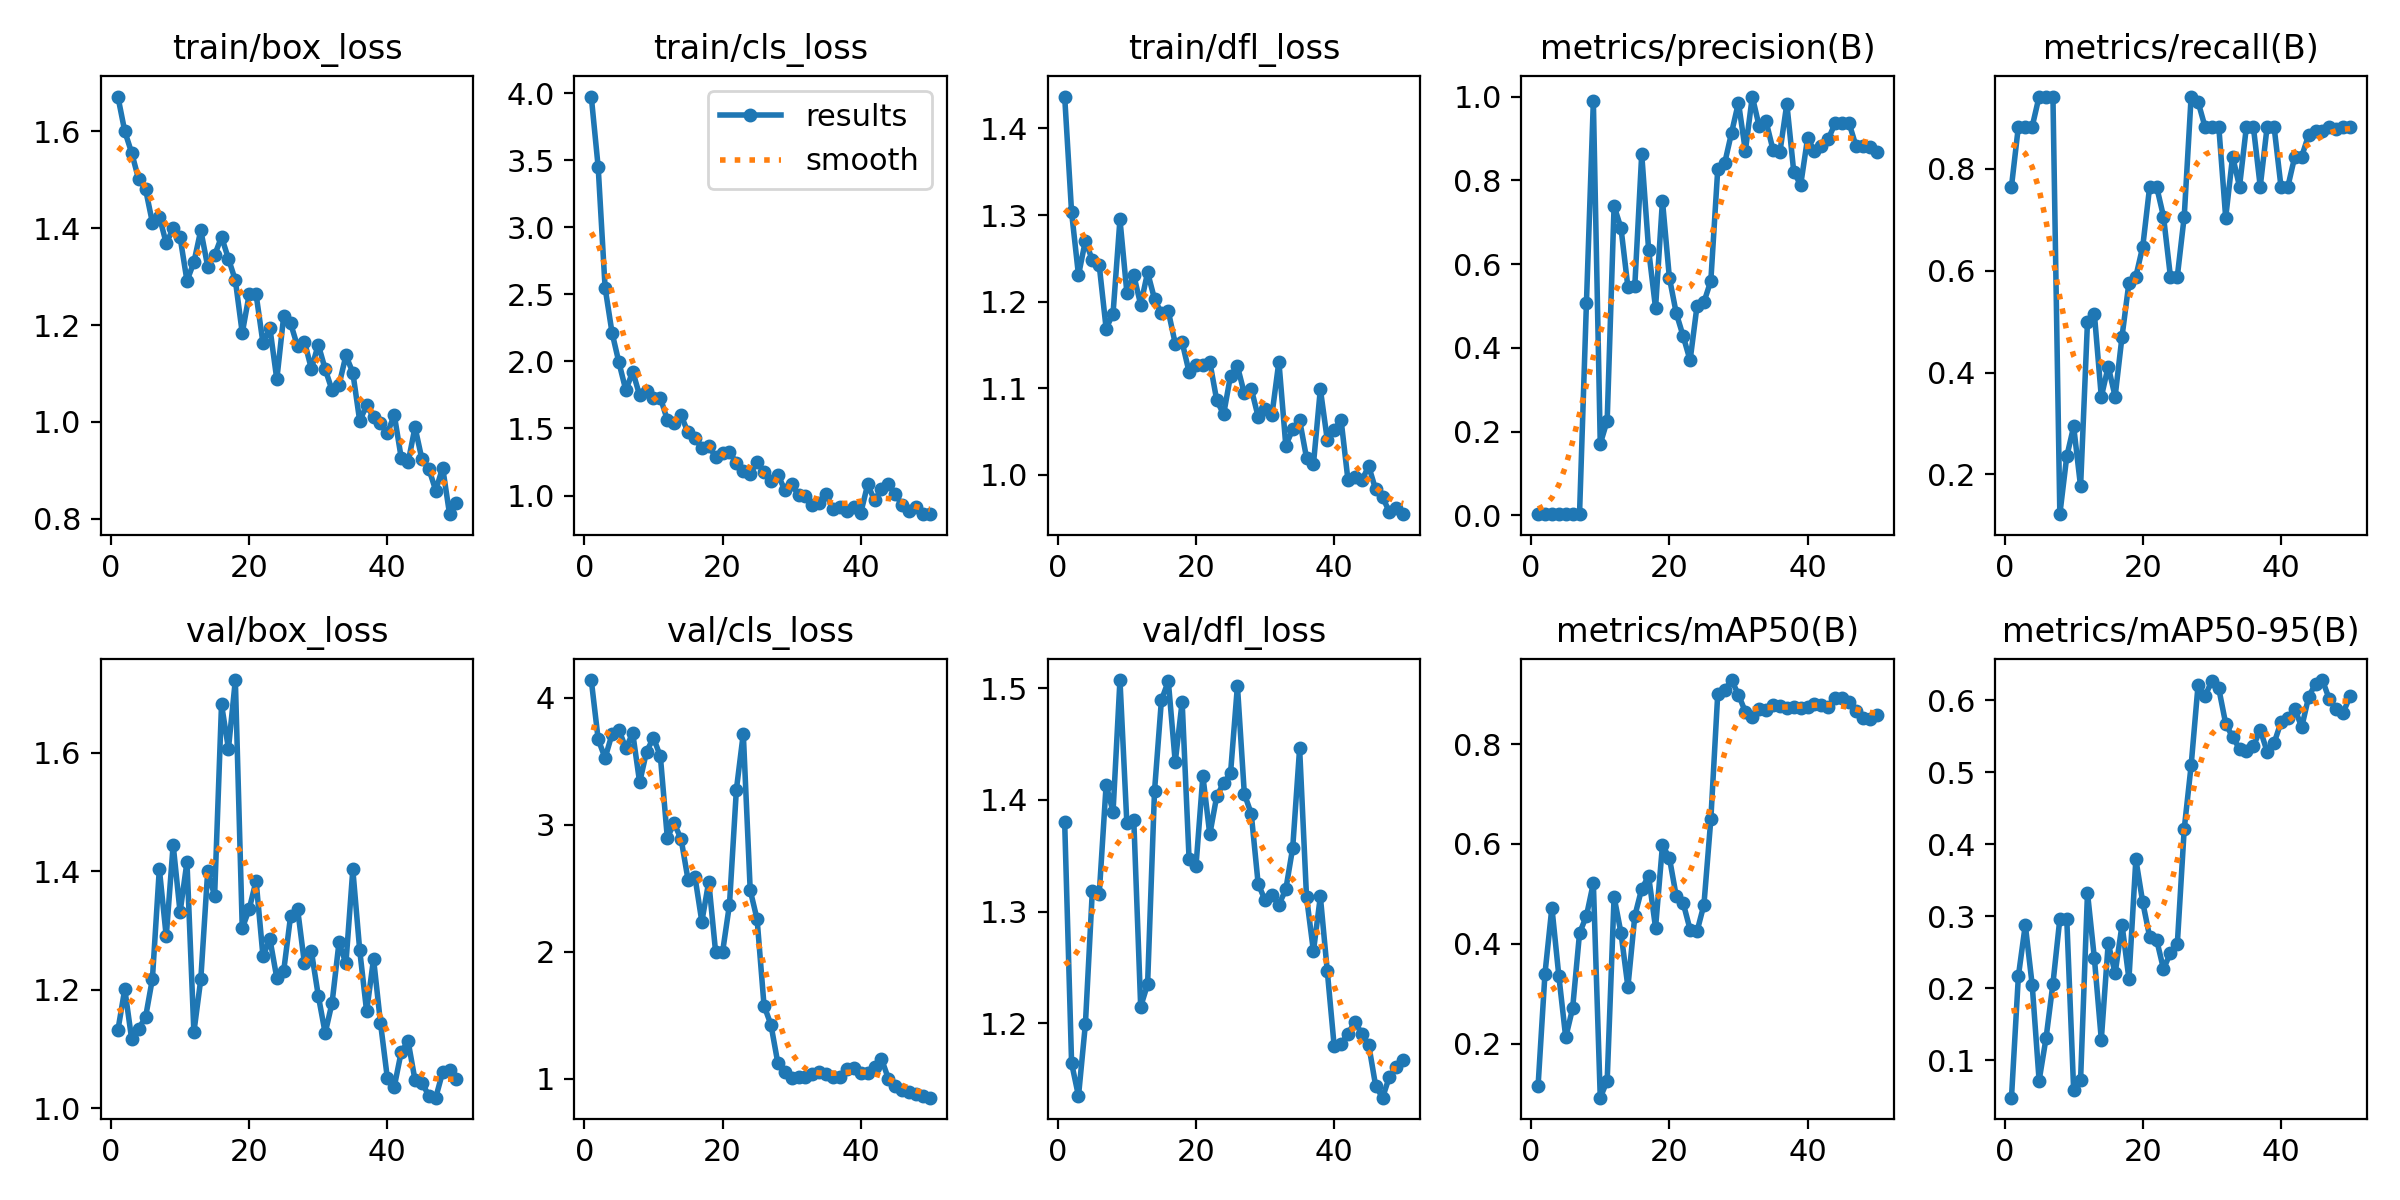 train/box_loss
1.6
1.4
1.2
1.0
0.8
0 20 40
train/cls_loss
4.0
3.5
3.0
2.5
2.0
1.5
1.0
results
smooth
0 20 40
train/dfl_loss
1.4
1.3
1.2
1.1
1.0
0 20 40
metrics/precision(B)
1.0
0.8
0.6
0.4
0.2
0.0
0 20 40
metrics/recall(B)
0.8
0.6
0.4
0.2
0 20 40
val/box_loss
1.6
1.4
1.2
1.0
0 20 40
val/cls_loss
4
3
2
1
0 20 40
val/dfl_loss
1.5
1.4
1.3
1.2
0 20 40
metrics/mAP50(B)
0.8
0.6
0.4
0.2
0 20 40
metrics/mAP50-95(B)
0.6
0.5
0.4
0.3
0.2
0.1
0 20 40